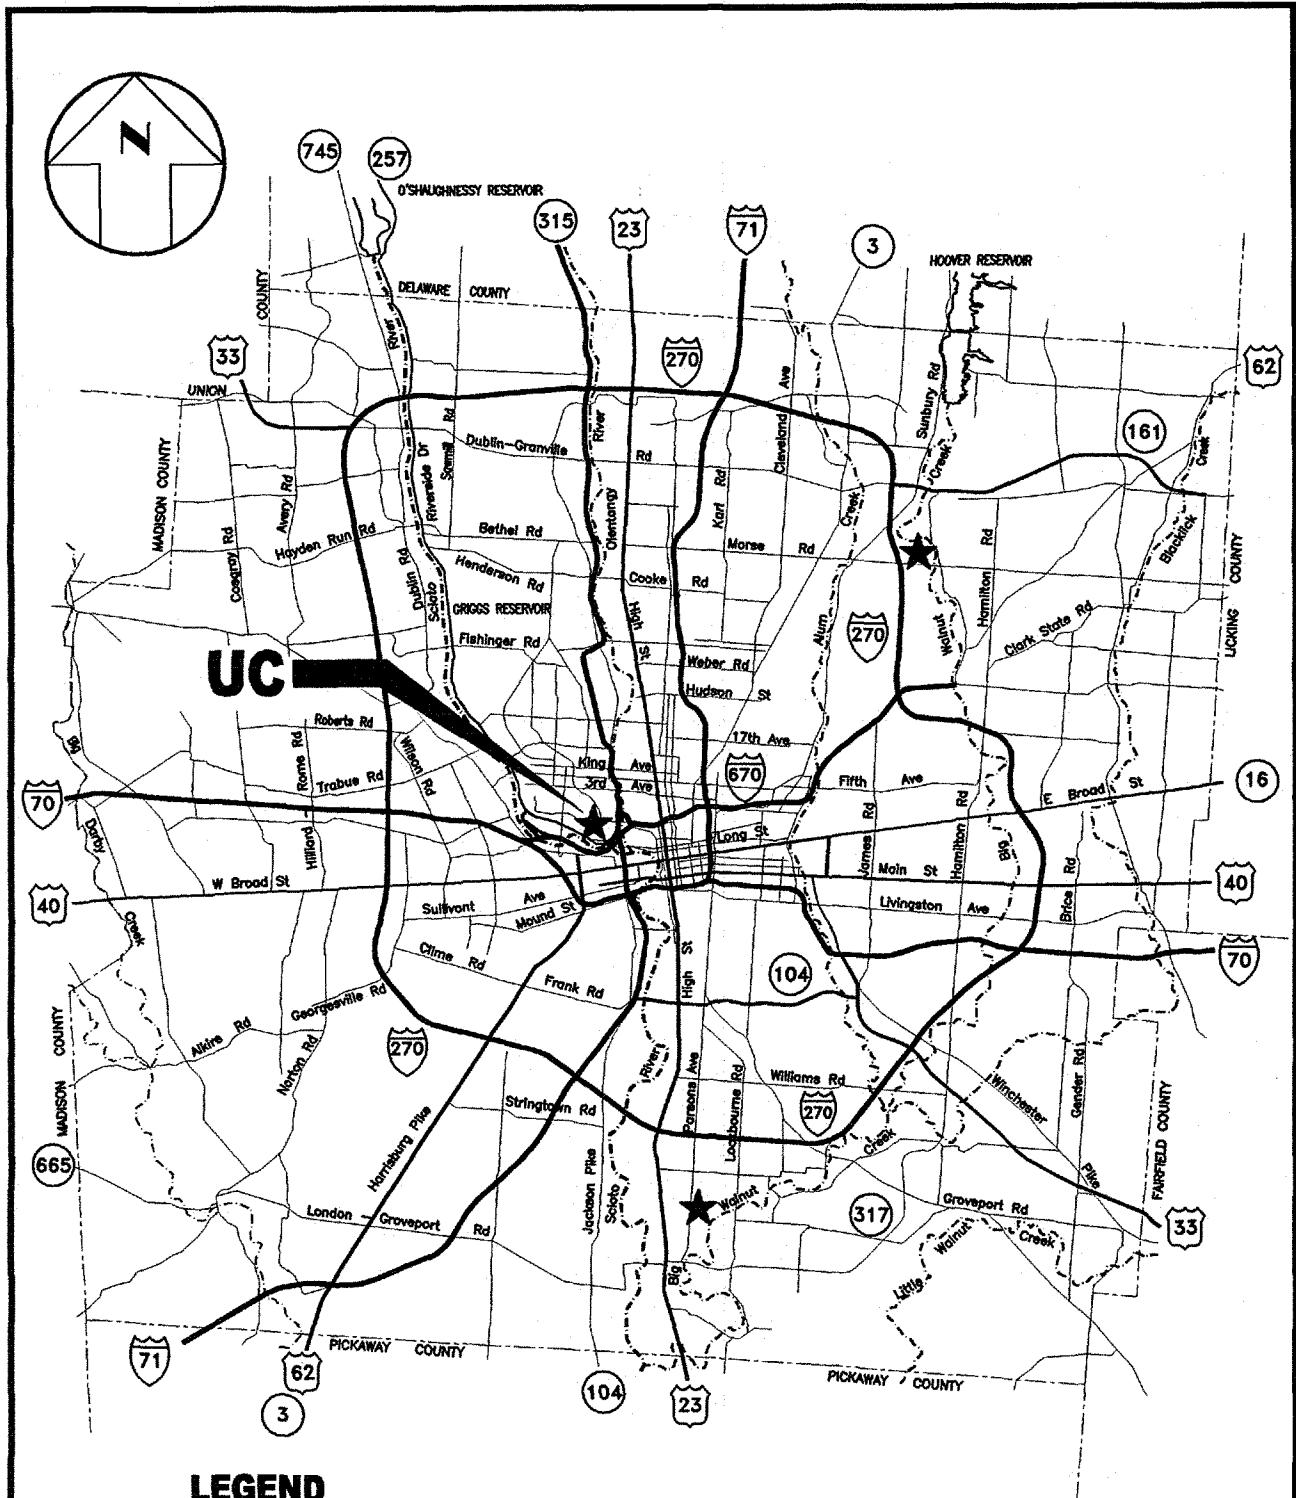 N
745
257
O'SHAUGHNESSY RESERVOIR
315
23
71
3
HOOVER RESERVOIR
COUNTY
DELAWARE COUNTY
River
33
270
62
UNION
Ave
Sunbury Rd
Rd
River
Cleveland
161
Dublin-Granville
Rd
Creek
MADISON COUNTY
Riverside Dr
Sawmill
Creek
Avery Rd
Karl Rd
Olentangy
Creek
Blacklick
Cosgray Rd
Hayden Run Rd
Bethel Rd
Morse Rd
Rd
COUNTY
Dublin Rd
Henderson Rd
Cooke Rd
Hamilton
Scioto
GRIGGS RESERVOIR
High
St
Alum
270
Walnut
Clark State Rd
LICKING
Fishinger Rd
UC
Weber Rd
Hudson St
Roberts Rd
Rome Rd
Wilson Rd
17th Ave
Big
King Ave
Trabue Rd
3rd Ave
670
Fifth Ave
16
70
E Broad St
Darby
Hilliard
Long St
James Rd
Hamilton Rd
Big
W Broad St
Main St
Brice Rd
40
40
Sullivant Ave
Mound St
Livingston Ave
Creek
Clime Rd
St
High
70
104
Frank Rd
Georgesville Rd
MADISON COUNTY
Alkire Rd
270
Norton Rd
River
Parsons Ave
Lockbourne Rd
Williams Rd
Winchester
Gender Rd
270
Stringtown Rd
Harrisburg Pike
Creek
Pike
FAIRFIELD COUNTY
665
Jackson Pike
Scioto
Walnut
London-Groveport Rd
317
Groveport Rd
33
Walnut Creek
Big
Little
71
PICKAWAY COUNTY
62
3
104
23
PICKAWAY COUNTY
LEGEND